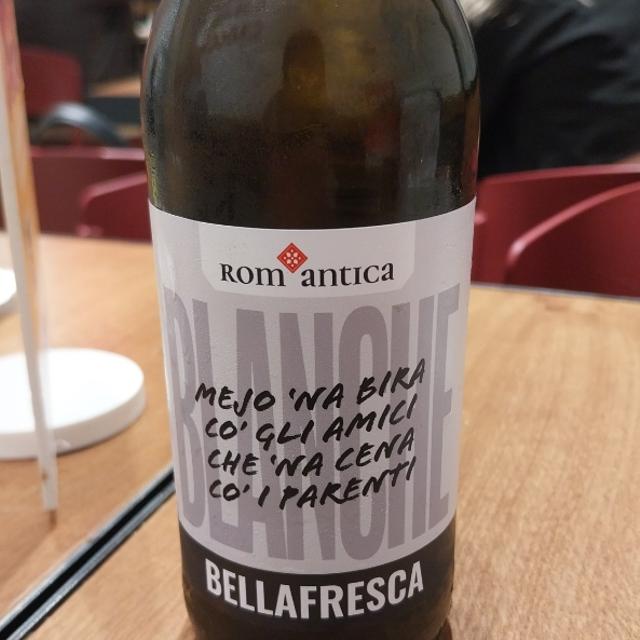 ROM antica
BLANCHE
MEJO 'NA BIRA
CO' GLI AMICI
CHE 'NA CENA
CO' I PARENTI
BELLAFRESCA